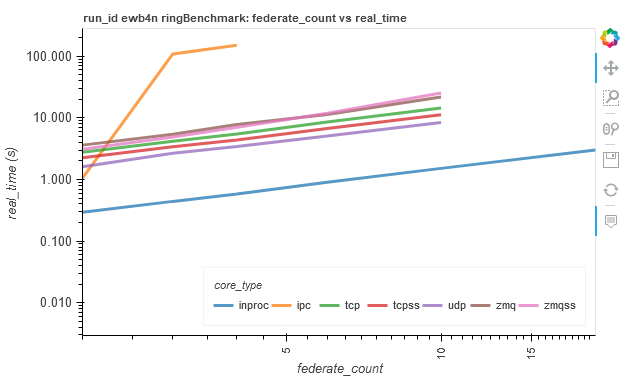 run_id ewb4n ringBenchmark: federate_count vs real_time
100.000
10.000
1.000
0.100
0.010
real_time (s)
core_type
inproc ipc tcp tcpss udp zmq zmqss
5 10 15
federate_count